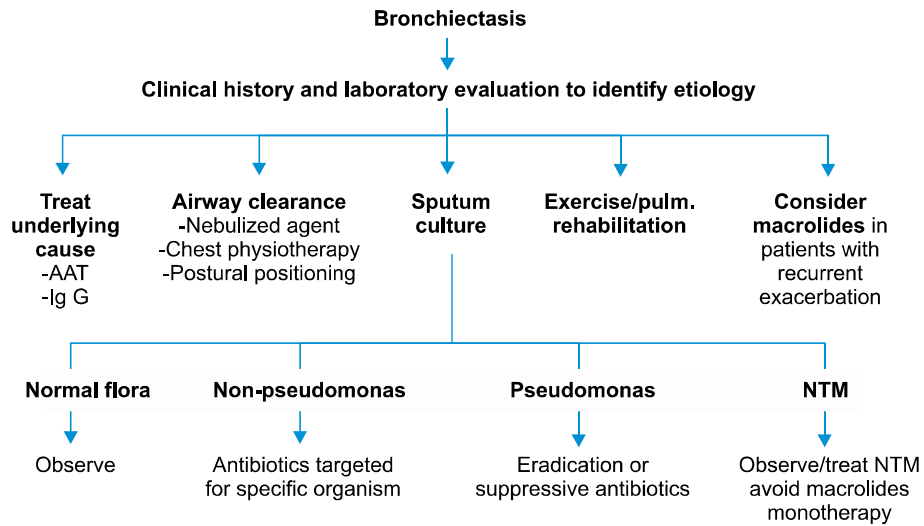 Bronchiectasis
Clinical history and laboratory evaluation to identify etiology
Treat
underlying
cause
-AAT
-Ig G
Airway clearance
-Nebulized agent
-Chest physiotherapy
-Postural positioning
Sputum
culture
Exercise/pulm.
rehabilitation
Consider
macrolides in
patients with
recurrent
exacerbation
Normal flora
Non-pseudomonas
Pseudomonas
NTM
Observe
Antibiotics targeted
for specific organism
Eradication or
suppressive antibiotics
Observe/treat NTM
avoid macrolides
monotherapy